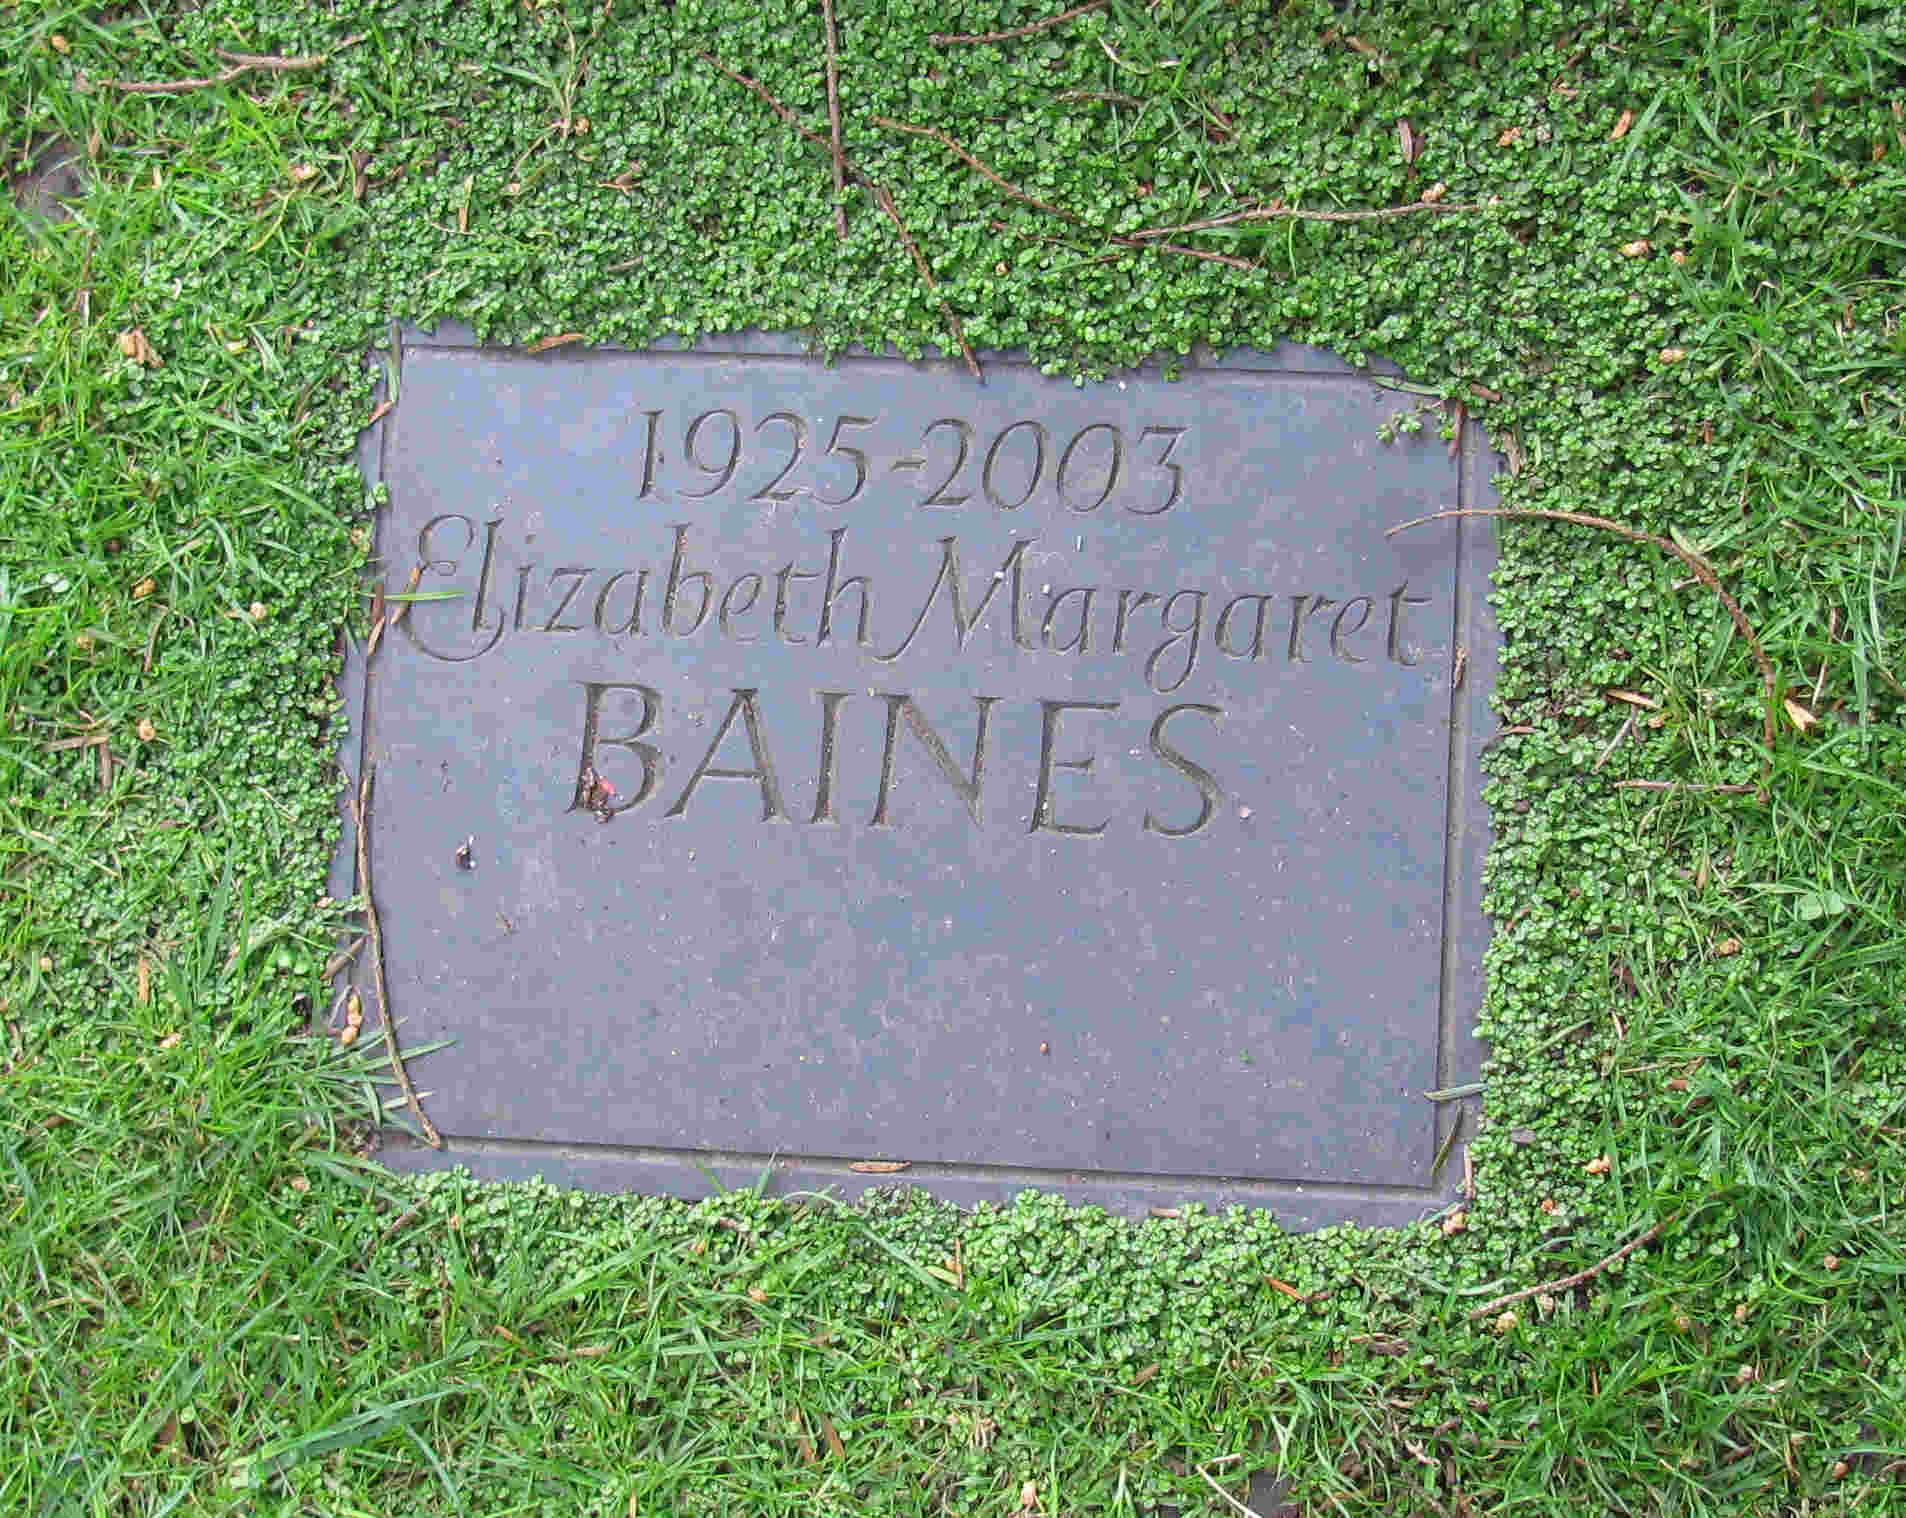 1925-2003
Elizabeth Margaret
BAINES